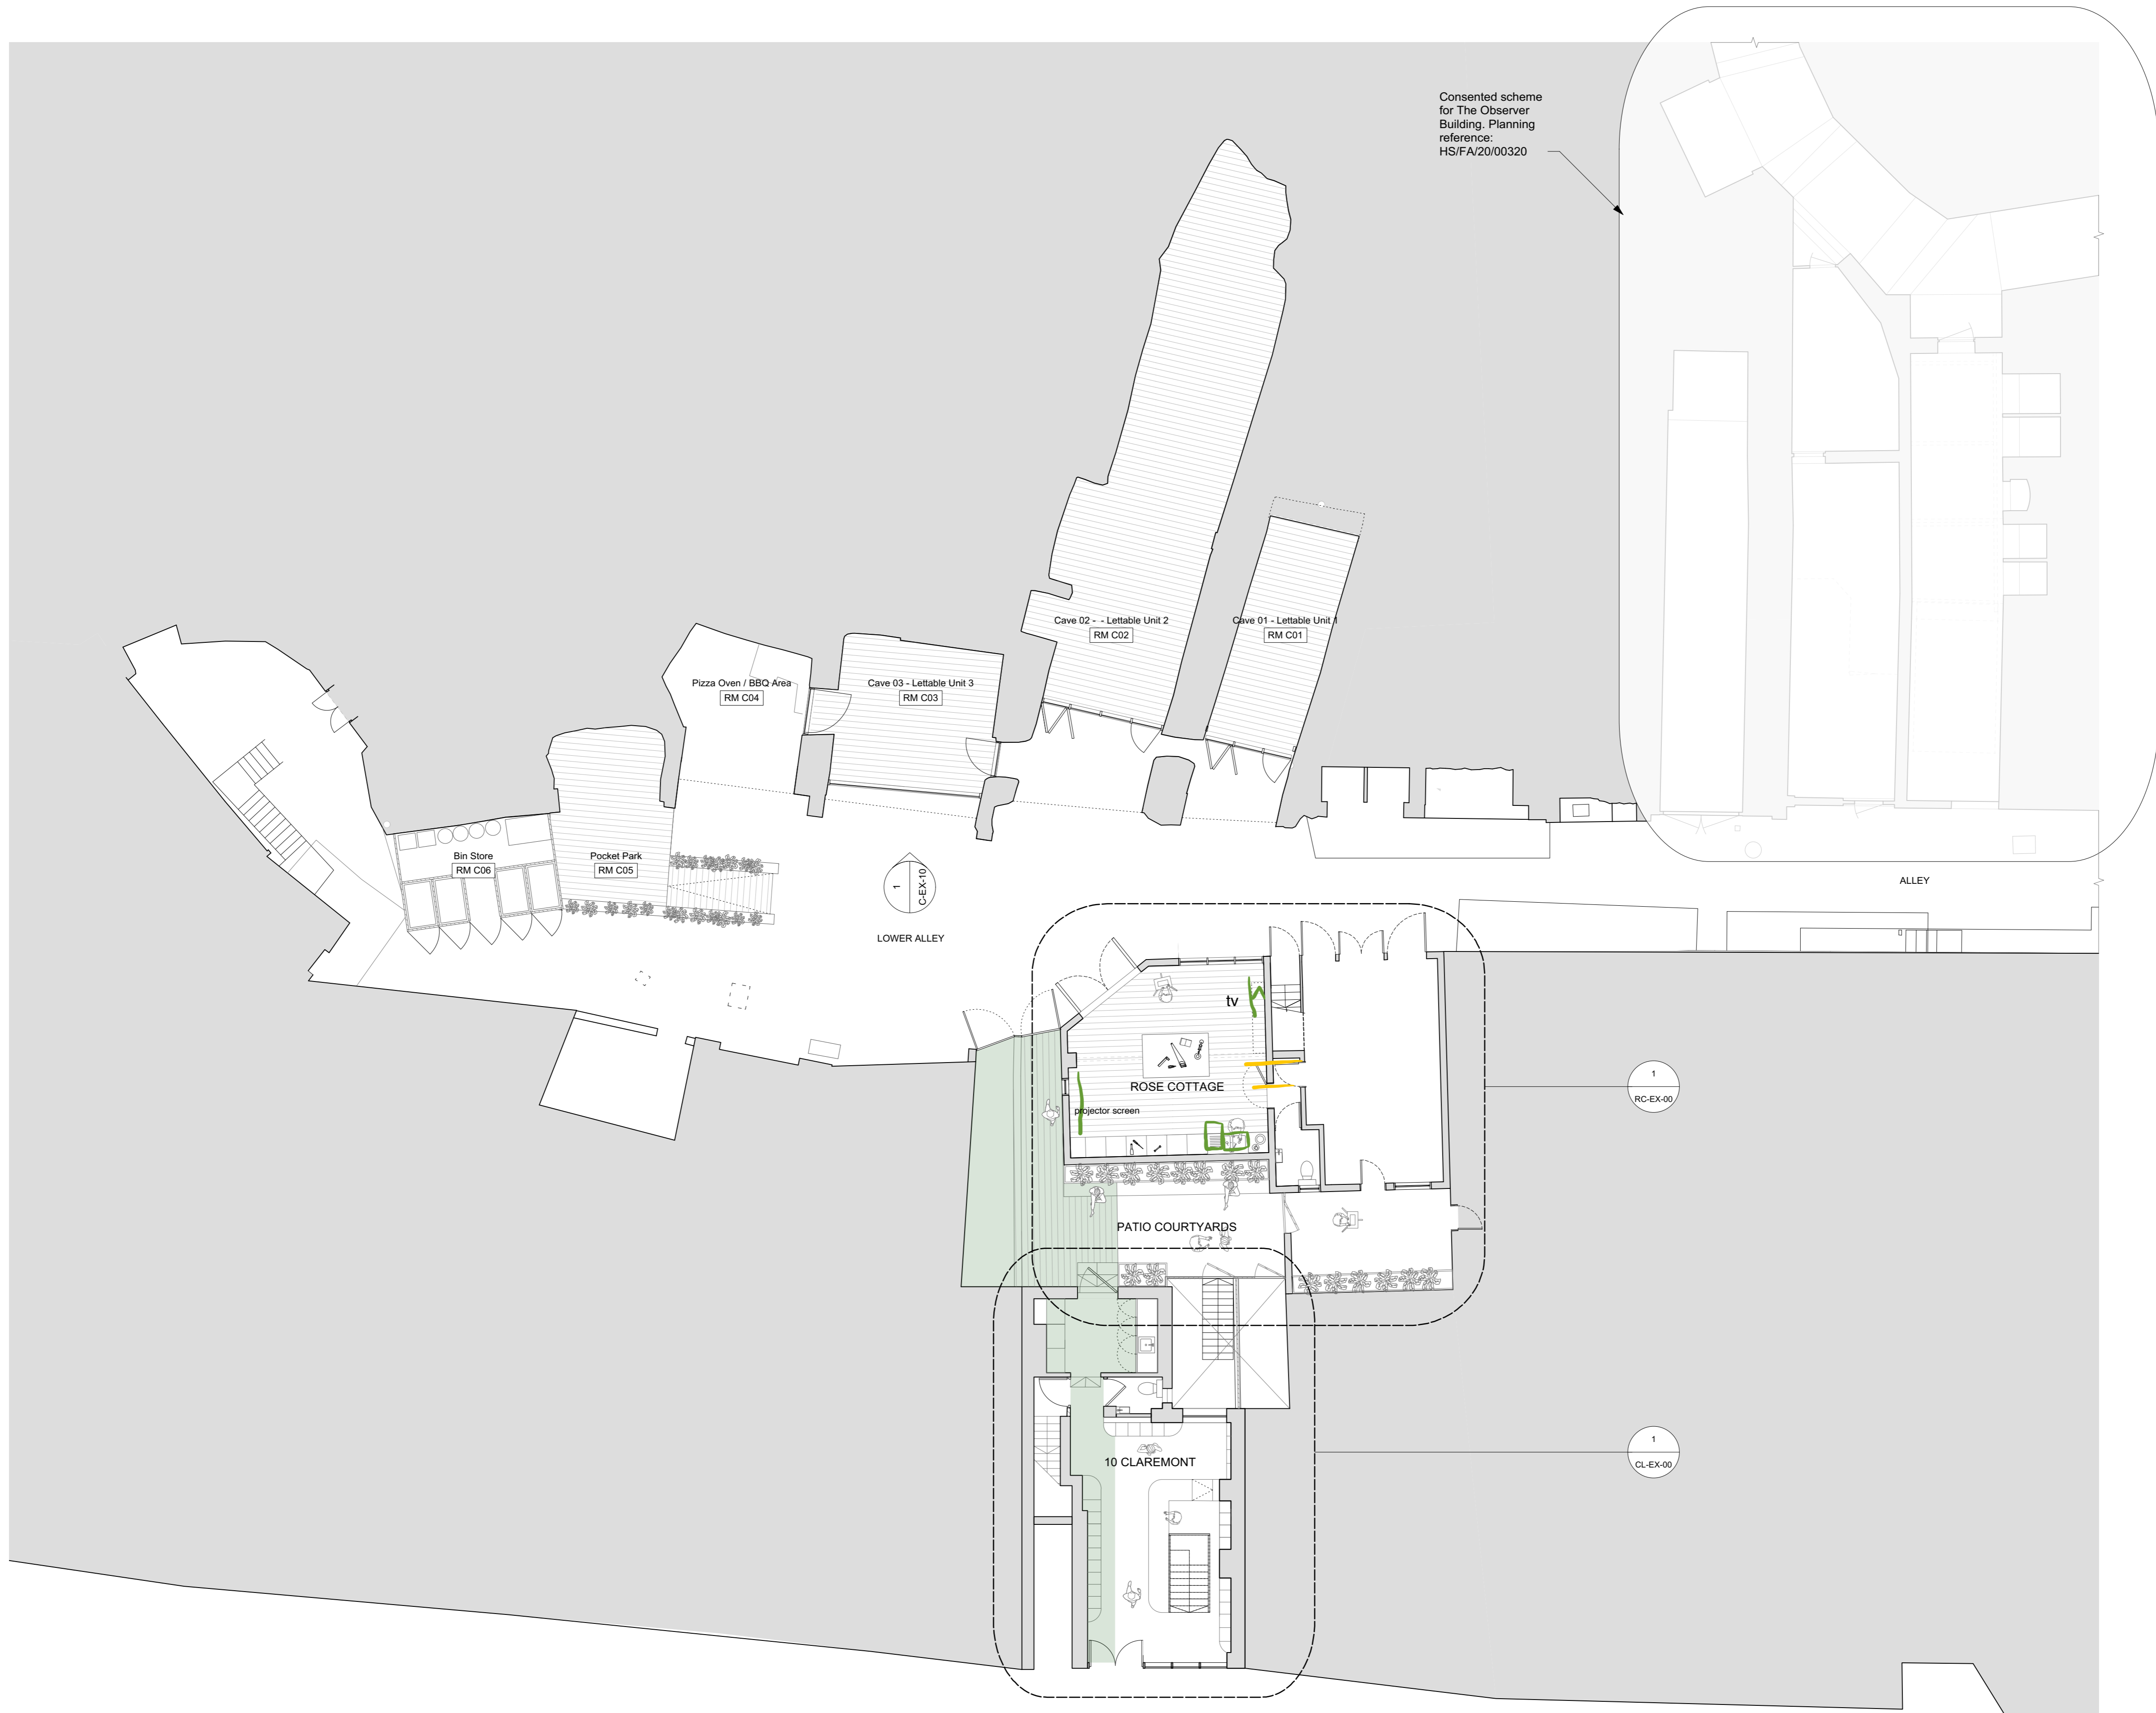 Consented scheme
for The Observer
Building. Planning
reference:
HS/FA/20/00320
Cave 02 - - Lettable Unit 2
RM C02
Cave 01 - Lettable Unit 1
RM C01
Pizza Oven / BBQ Area
RM C04
Cave 03 - Lettable Unit 3
RM C03
Bin Store
RM C06
Pocket Park
RM C05
1
C-EX-10
ALLEY
LOWER ALLEY
tv
ROSE COTTAGE
projector screen
1
RC-EX-00
PATIO COURTYARDS
10 CLAREMONT
1
CL-EX-00